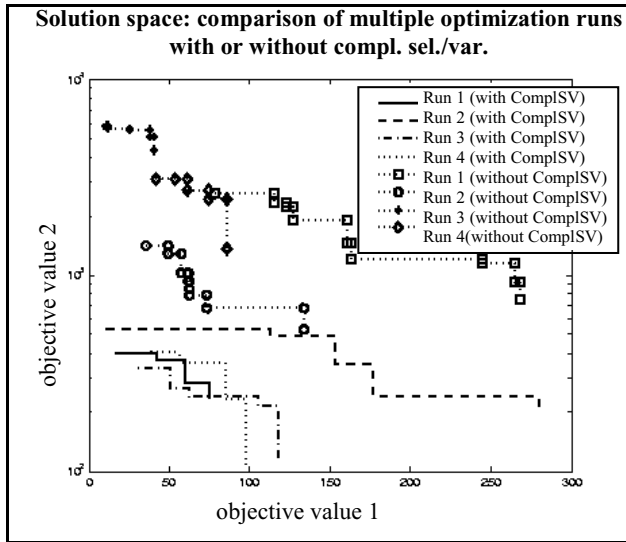 Solution space: comparison of multiple optimization runs
with or without compl. sel./var.
Run 1 (with ComplSV)
Run 2 (with ComplSV)
Run 3 (with ComplSV)
Run 4 (with ComplSV)
Run 1 (without ComplSV)
Run 2 (without ComplSV)
Run 3 (without ComplSV)
Run 4(without ComplSV)
objective value 2
10²
0 50 100 150 200 250 300
objective value 1